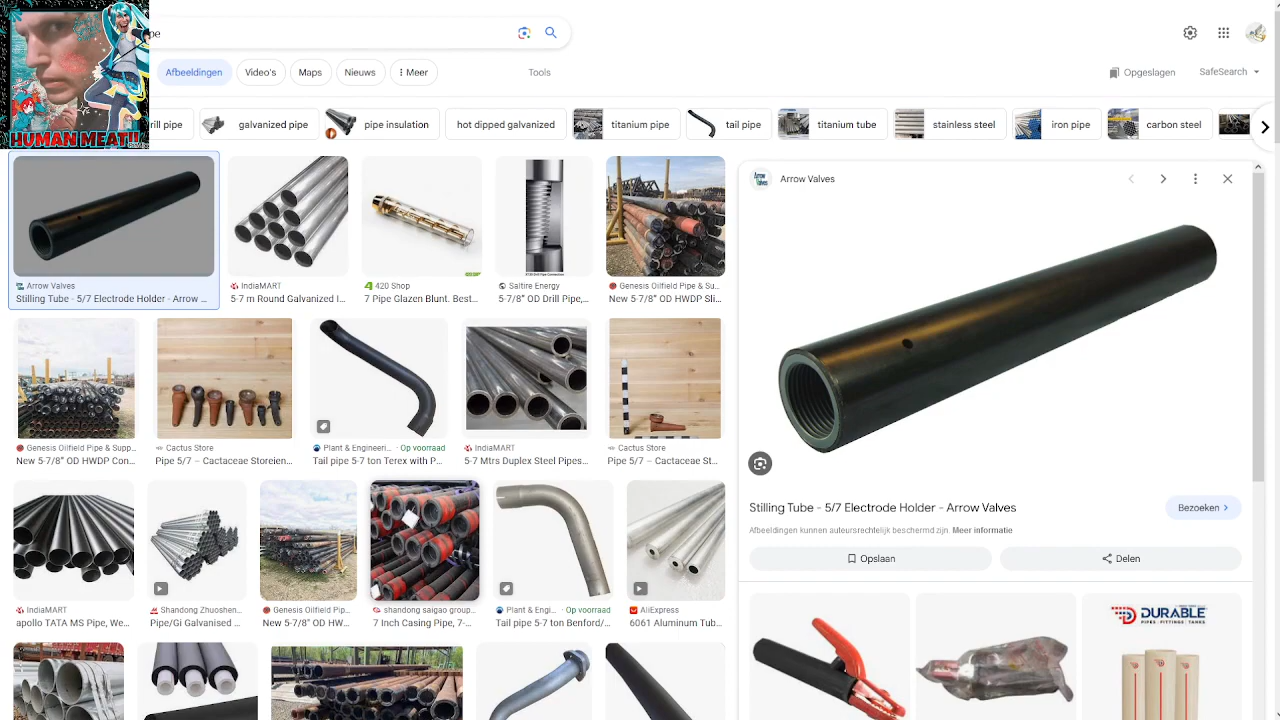 pe
HUMAN MEATH
Afbeeldingen
Video's
Maps
Nieuws
Meer
Tools
Opgeslagen
SafeSearch
rill pipe
galvanized pipe
pipe insulation
hot dipped galvanized
titanium pipe
tail pipe
titanium tube
stainless steel
iron pipe
carbon steel
Arrow Valves
Stilling Tube - 5/7 Electrode Holder - Arrow ...
IndiaMART
5-7 m Round Galvanized I...
420 Shop
7 Pipe Glazen Blunt. Best...
Saltire Energy
5-7/8" OD Drill Pipe,...
Genesis Oilfield Pipe & Su...
New 5-7/8" OD HWDP Sli...
Arrow Valves
Genesis Oilfield Pipe & Supp...
New 5-7/8" OD HWDP Con...
Cactus Store
Pipe 5/7 – Cactaceae Storeien...
Plant & Engineeri... · Op voorraad
Tail pipe 5-7 ton Terex with P...
IndiaMART
5-7 Mtrs Duplex Steel Pipes...
Cactus Store
Pipe 5/7 – Cactaceae St...
Stilling Tube - 5/7 Electrode Holder - Arrow Valves
Bezoeken
Afbeeldingen kunnen auteursrechtelijk beschermd zijn. Meer informatie
Opslaan
Delen
IndiaMART
apollo TATA MS Pipe, We...
Shandong Zhuoshen...
Pipe/Gi Galvanised ...
Genesis Oilfield Pip...
New 5-7/8" OD HW...
shandong saigao group...
7 Inch Casing Pipe, 7-...
Plant & Engi... · Op voorraad
Tail pipe 5-7 ton Benford/...
AliExpress
6061 Aluminum Tub...
DURABLE
PIPES · FITTINGS · TANKS